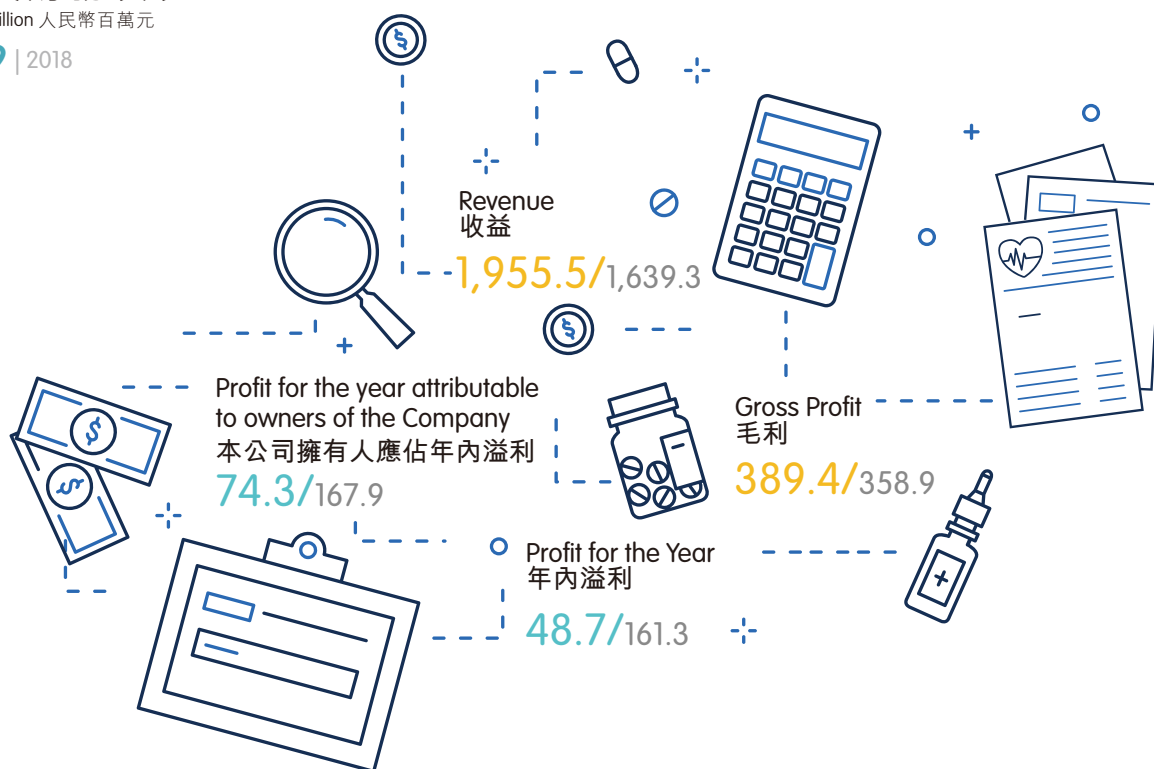 人民幣百萬元
| 2018
Revenue
收益
1,955.5/1,639.3
Profit for the year attributable
to owners of the Company
本公司擁有人應佔年內溢利
74.3/167.9
Gross Profit
毛利
389.4/358.9
Profit for the Year
年內溢利
48.7/161.3